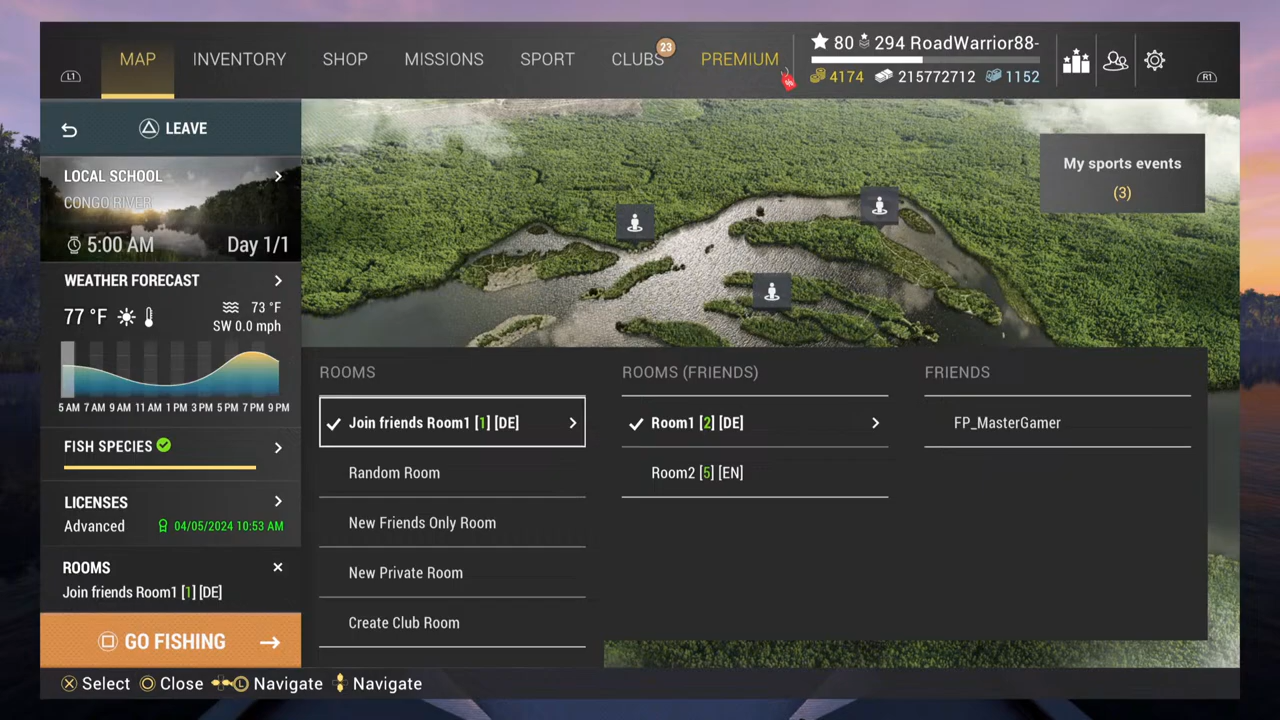 L1
MAP
INVENTORY
SHOP
MISSIONS
SPORT
CLUBS
23
PREMIUM
%
80 294 RoadWarrior88-
4174 215772712 1152
R1
LEAVE
LOCAL SCHOOL
CONGO RIVER
5:00 AM Day 1/1
WEATHER FORECAST
77 °F
73 °F
SW 0.0 mph
5 AM 7 AM 9 AM 11 AM 1 PM 3 PM 5 PM 7 PM 9 PM
FISH SPECIES
LICENSES
Advanced 04/05/2024 10:53 AM
ROOMS
Join friends Room1 [1] [DE]
GO FISHING
My sports events
(3)
ROOMS
Join friends Room1 [1] [DE]
Random Room
New Friends Only Room
New Private Room
Create Club Room
ROOMS (FRIENDS)
Room1 [2] [DE]
Room2 [5] [EN]
FRIENDS
FP_MasterGamer
Select Close L Navigate Navigate